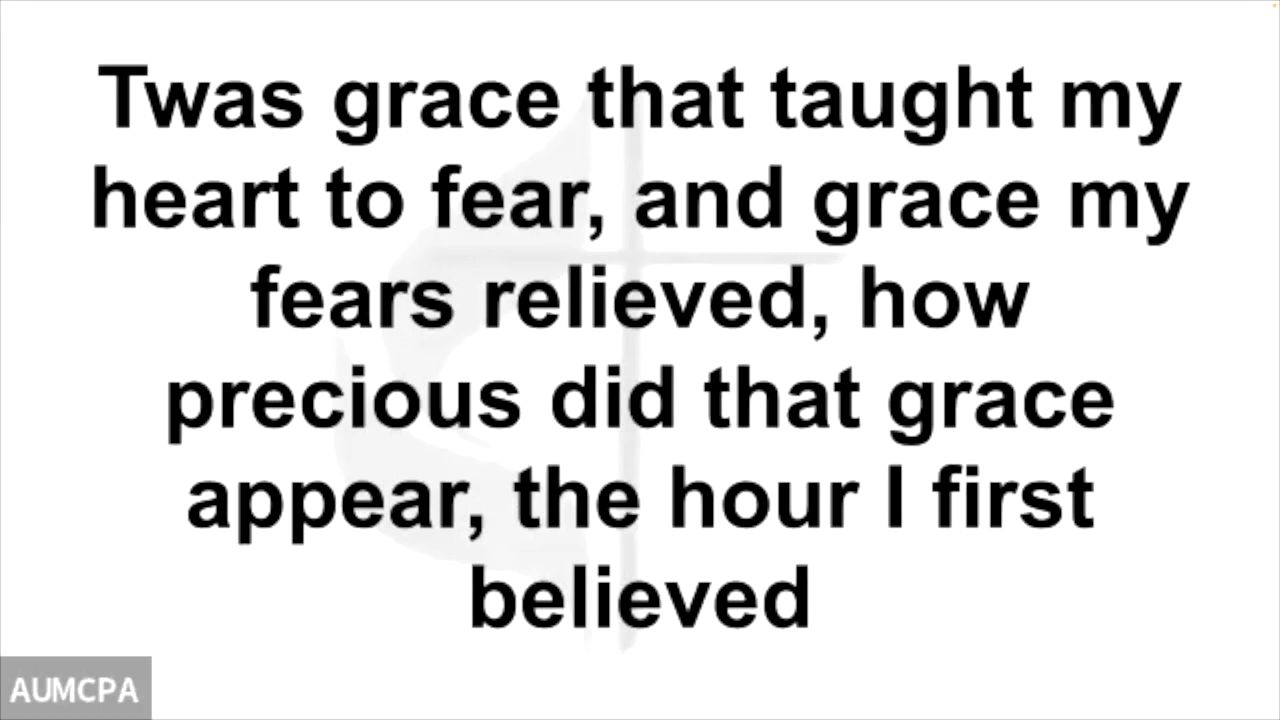 Twas grace that taught my
heart to fear, and grace my
fears relieved, how
precious did that grace
appear, the hour I first
believed
AUMCPA